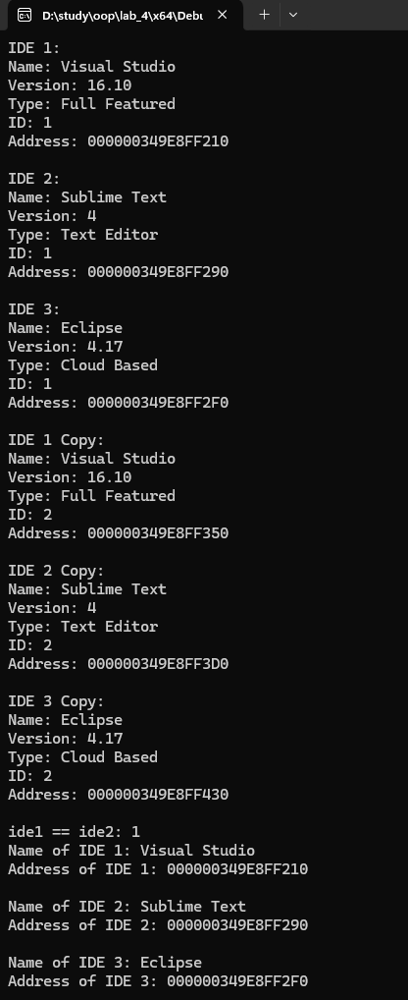 D:\study\oop\lab_4\x64\Debu
IDE 1:
Name: Visual Studio
Version: 16.10
Type: Full Featured
ID: 1
Address: 000000349E8FF210
IDE 2:
Name: Sublime Text
Version: 4
Type: Text Editor
ID: 1
Address: 000000349E8FF290
IDE 3:
Name: Eclipse
Version: 4.17
Type: Cloud Based
ID: 1
Address: 000000349E8FF2F0
IDE 1 Copy:
Name: Visual Studio
Version: 16.10
Type: Full Featured
ID: 2
Address: 000000349E8FF350
IDE 2 Copy:
Name: Sublime Text
Version: 4
Type: Text Editor
ID: 2
Address: 000000349E8FF3D0
IDE 3 Copy:
Name: Eclipse
Version: 4.17
Type: Cloud Based
ID: 2
Address: 000000349E8FF430
ide1 == ide2: 1
Name of IDE 1: Visual Studio
Address of IDE 1: 000000349E8FF210
Name of IDE 2: Sublime Text
Address of IDE 2: 000000349E8FF290
Name of IDE 3: Eclipse
Address of IDE 3: 000000349E8FF2F0